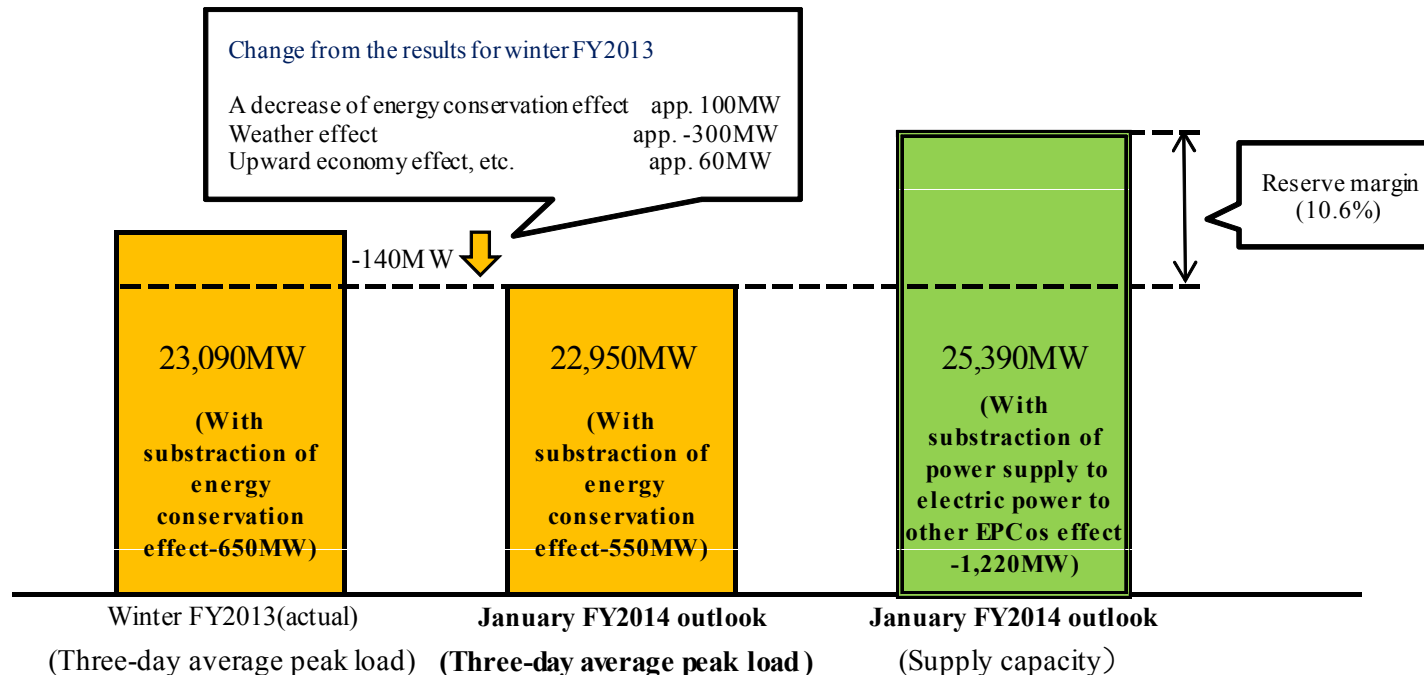 Change from the results for winter FY2013
A decrease of energy conservation effect app. 100MW
Weather effect app. -300MW
Upward economy effect, etc. app. 60MW
Reserve margin
(10.6%)
-140MW
23,090MW
(With
substraction of
energy
conservation
effect-650MW)
22,950MW
(With
substraction of
energy
conservation
effect-550MW)
25,390MW
(With
substraction of
power supply to
electric power to
other EPCos effect
-1,220MW)
Winter FY2013(actual)
(Three-day average peak load)
January FY2014 outlook
(Three-day average peak load)
January FY2014 outlook
(Supply capacity)